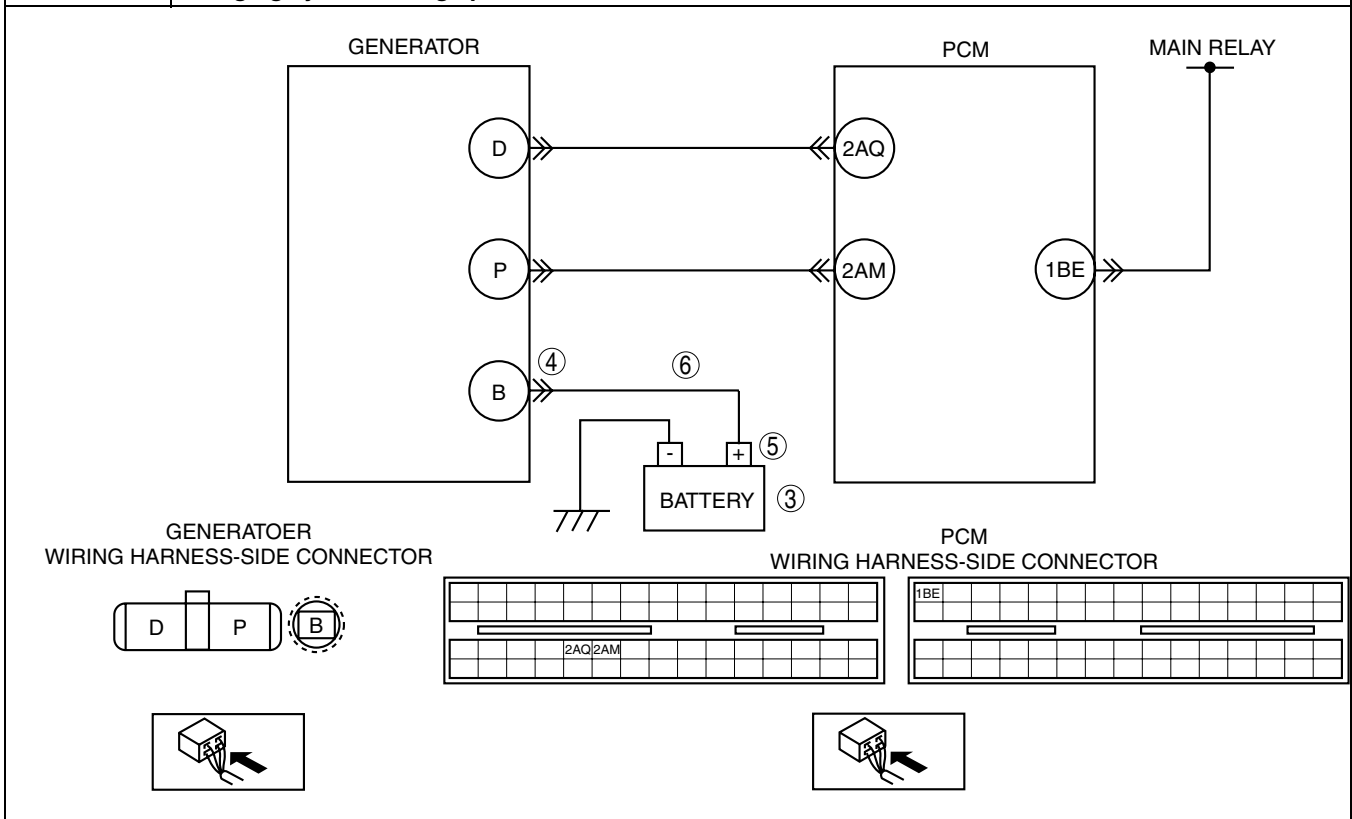 GENERATOR
PCM
MAIN RELAY
D
2AQ
P
2AM
1BE
B
④
⑥
- +
⑤
BATTERY
③
GENERATOER
WIRING HARNESS-SIDE CONNECTOR
D P B
PCM
WIRING HARNESS-SIDE CONNECTOR
1BE
2AQ 2AM